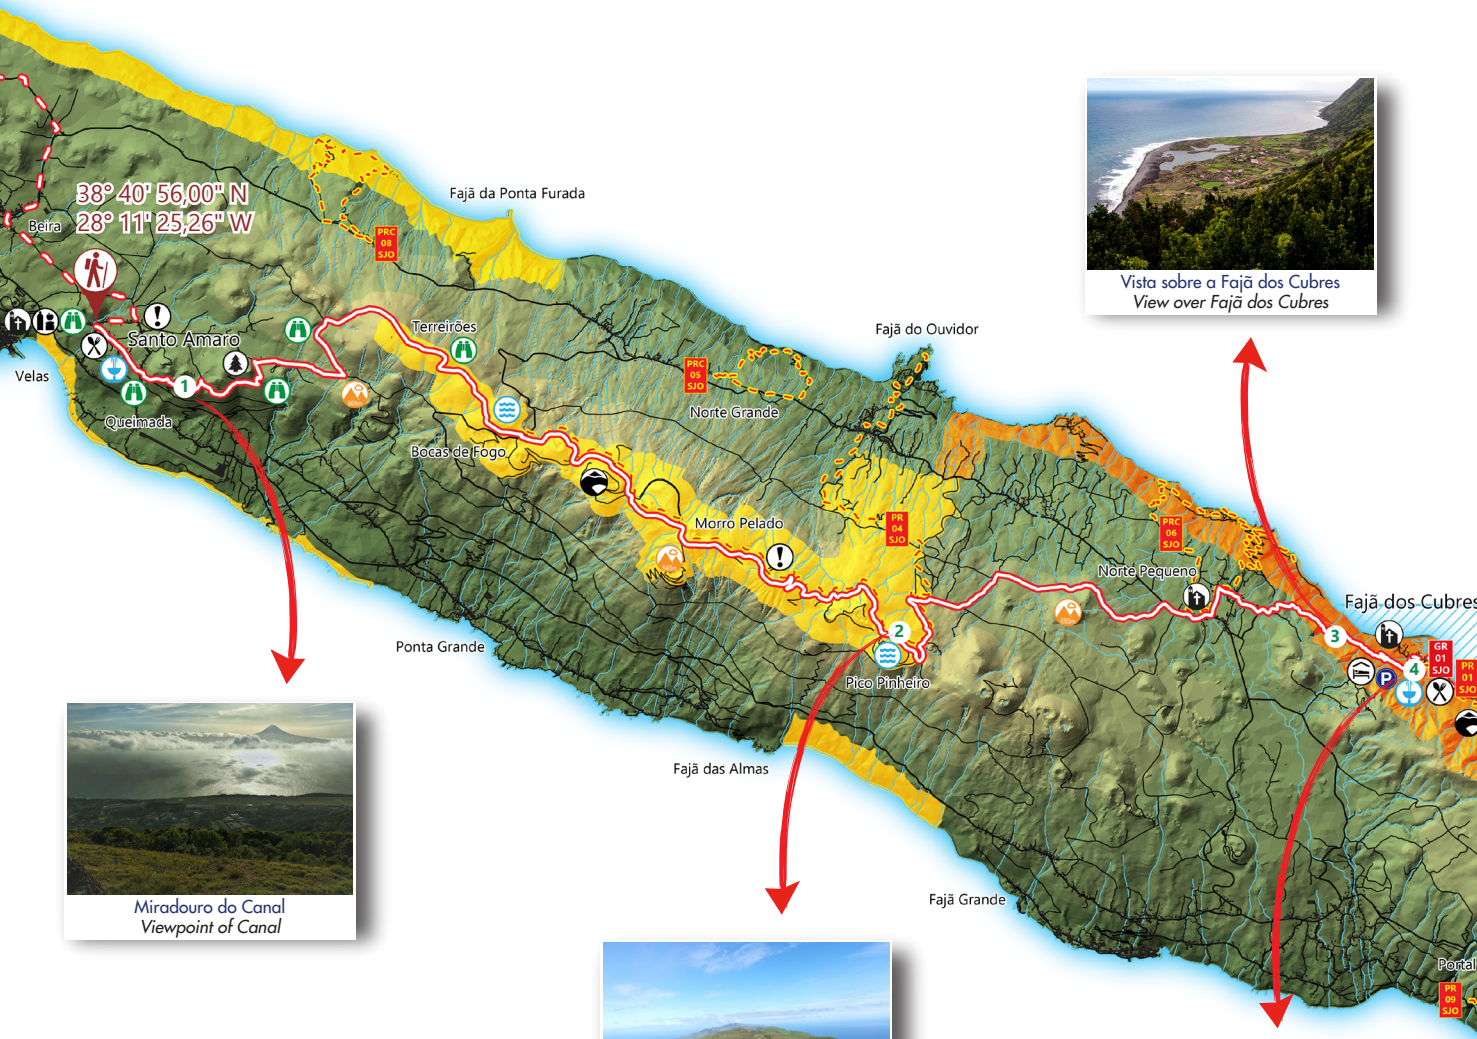 38° 40' 56,00" N
28° 11' 25,26" W
Beira
Santo Amaro
Velas
1
Queimada
669m
PRC
08
SJO
Fajã da Ponta Furada
Terreirões
Bocas de Fogo
PRC
05
SJO
Norte Grande
Fajã do Ouvidor
Morro Pelado
645m
PR
04
SJO
2
Pico Pinheiro
Ponta Grande
Fajã das Almas
Fajã Grande
PRC
06
SJO
Norte Pequeno
Fajã dos Cubres
3
4
P
GR
01
SJO
PR
01
SJO
Portal
PR
09
SJO
Vista sobre a Fajã dos Cubres
View over Fajã dos Cubres
Miradouro do Canal
Viewpoint of Canal